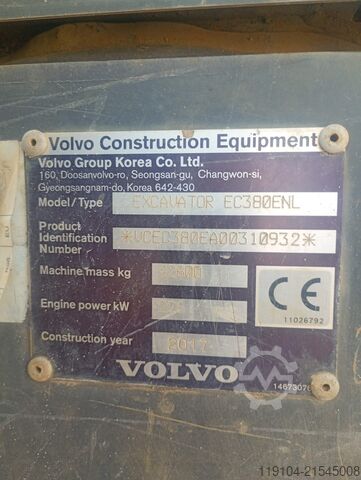 Volvo Construction Equipment
Volvo Group Korea Co. Ltd.
160, Doosanvolvo-ro, Seongsan-gu, Changwon-si,
Gyeongsangnam-do, Korea 642-430
Model/Type EXCAVATOR EC380ENL
Product Identification Number *VCEC380EA00310932*
Machine mass kg
Engine power kW
11026792
Construction year 2017
VOLVO
1467307
119104-21545008